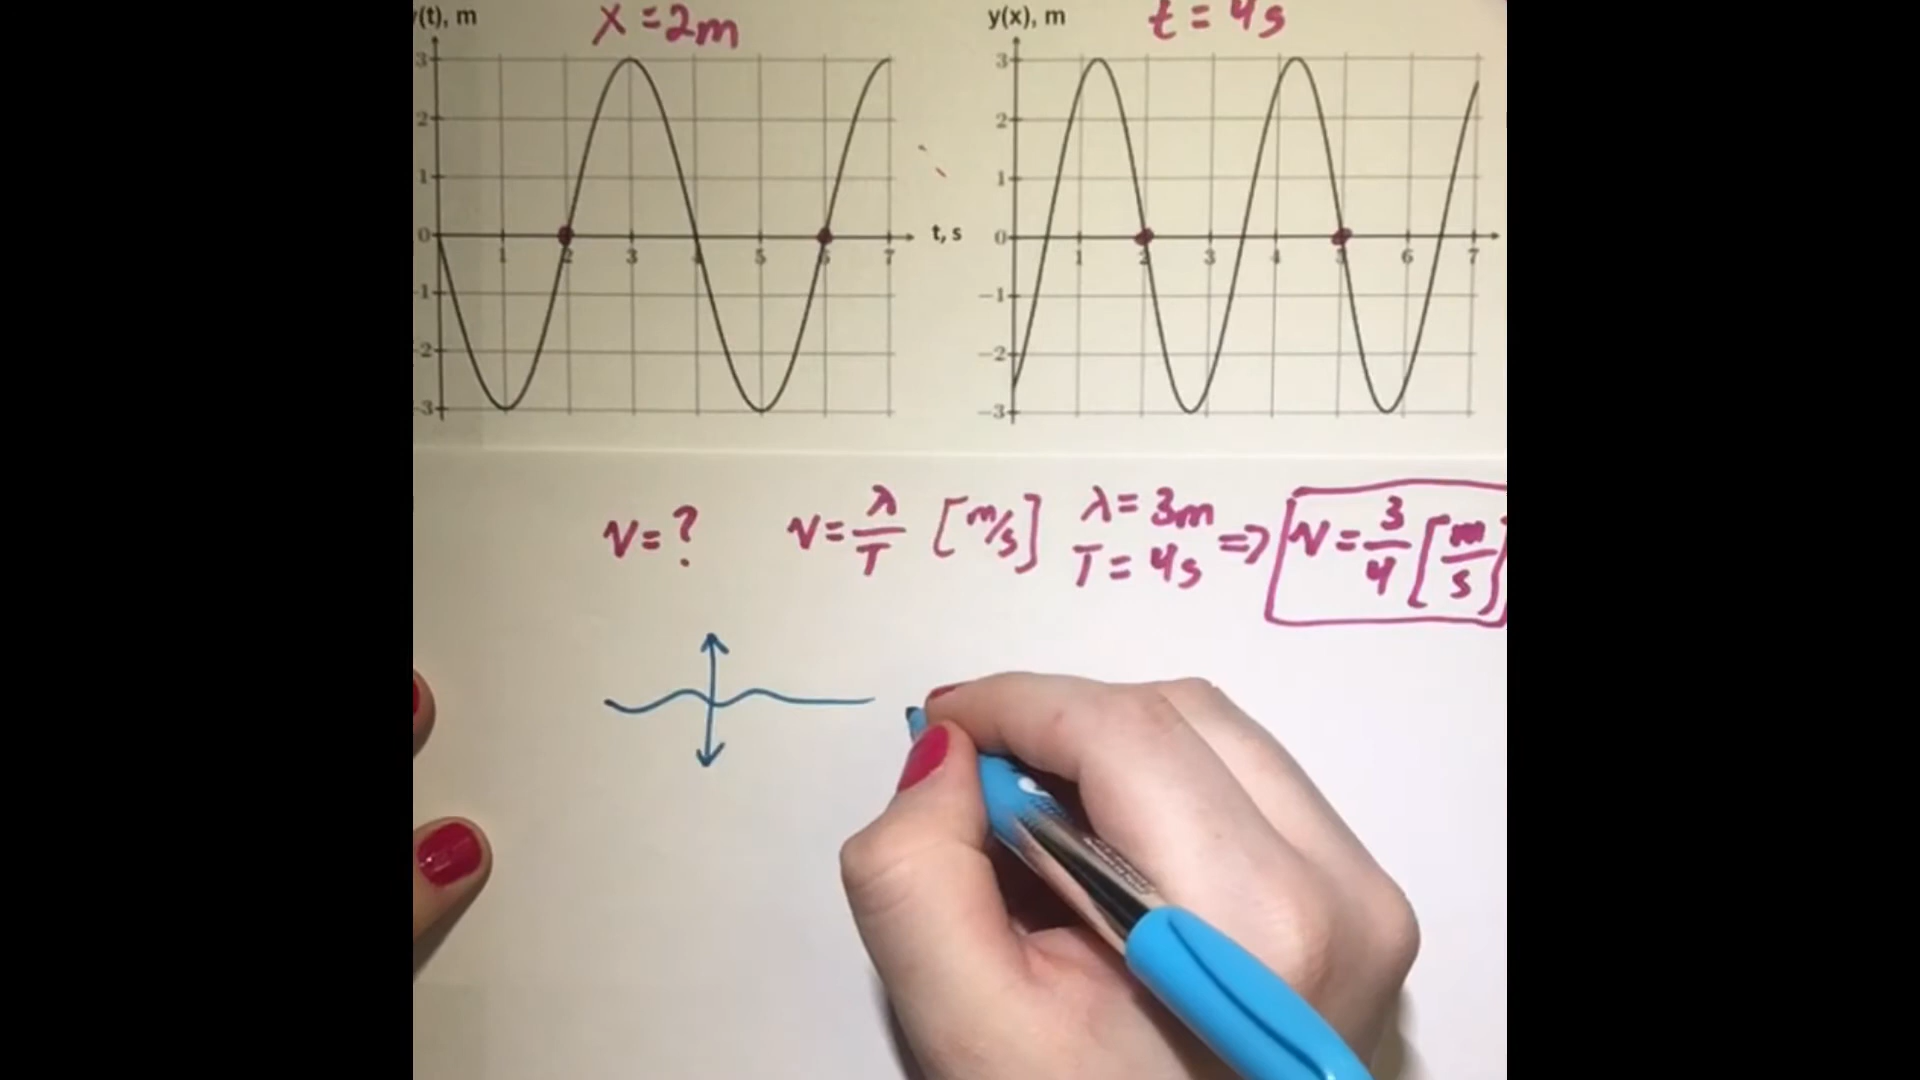 (t), m
x = 2m
y(x), m
t = 4s
3
2
1
0
-1
-2
-3
1 2 3 4 5 6 7
t, s
3
2
1
0
-1
-2
-3
1 2 3 4 5 6 7
v = ?
v = λ/T [m/s]
λ = 3m
T = 4s
⇒ v = 3/4 [m/s]